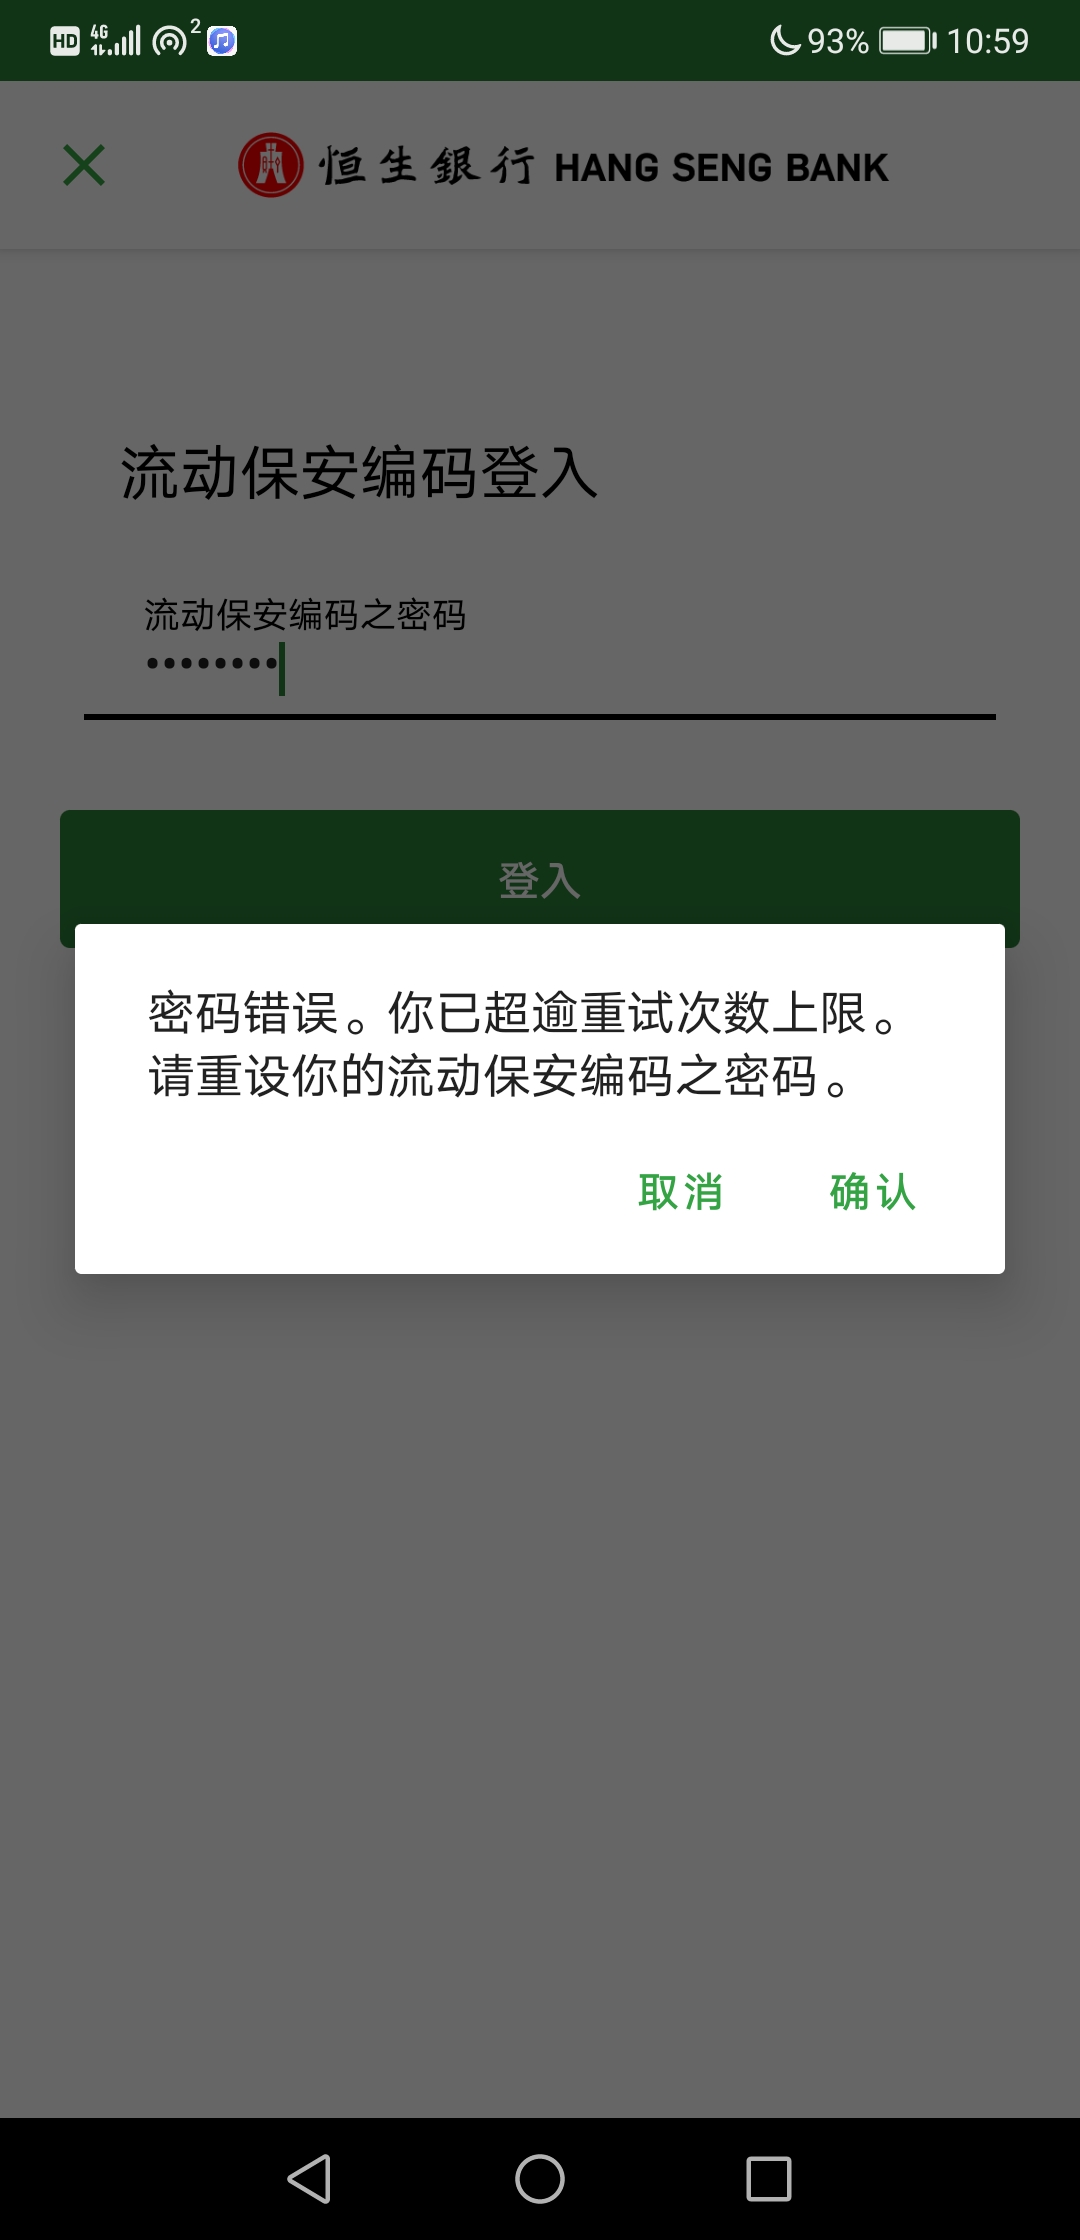 HD 4G 2 93% 10:59
恒生銀行 HANG SENG BANK
流动保安编码登入
流动保安编码之密码
••••••••
登入
密码错误。你已超逾重试次数上限。
请重设你的流动保安编码之密码。
取消 确认